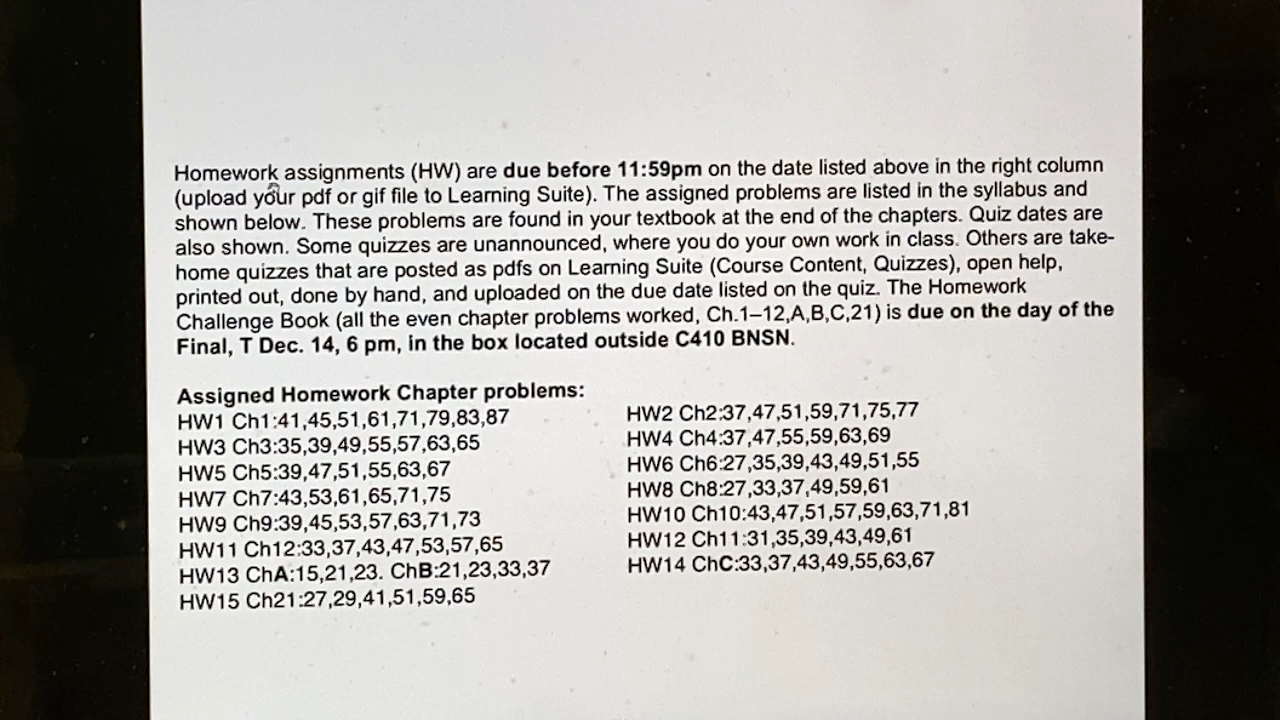 Homework assignments (HW) are due before 11:59pm on the date listed above in the right column
(upload your pdf or gif file to Learning Suite). The assigned problems are listed in the syllabus and
shown below. These problems are found in your textbook at the end of the chapters. Quiz dates are
also shown. Some quizzes are unannounced, where you do your own work in class. Others are take-
home quizzes that are posted as pdfs on Learning Suite (Course Content, Quizzes), open help,
printed out, done by hand, and uploaded on the due date listed on the quiz. The Homework
Challenge Book (all the even chapter problems worked, Ch.1–12,A,B,C,21) is due on the day of the
Final, T Dec. 14, 6 pm, in the box located outside C410 BNSN.
Assigned Homework Chapter problems:
HW1 Ch1:41,45,51,61,71,79,83,87
HW2 Ch2:37,47,51,59,71,75,77
HW3 Ch3:35,39,49,55,57,63,65
HW4 Ch4:37,47,55,59,63,69
HW5 Ch5:39,47,51,55,63,67
HW6 Ch6:27,35,39,43,49,51,55
HW7 Ch7:43,53,61,65,71,75
HW8 Ch8:27,33,37,49,59,61
HW9 Ch9:39,45,53,57,63,71,73
HW10 Ch10:43,47,51,57,59,63,71,81
HW11 Ch12:33,37,43,47,53,57,65
HW12 Ch11:31,35,39,43,49,61
HW13 ChA:15,21,23. ChB:21,23,33,37
HW14 ChC:33,37,43,49,55,63,67
HW15 Ch21:27,29,41,51,59,65